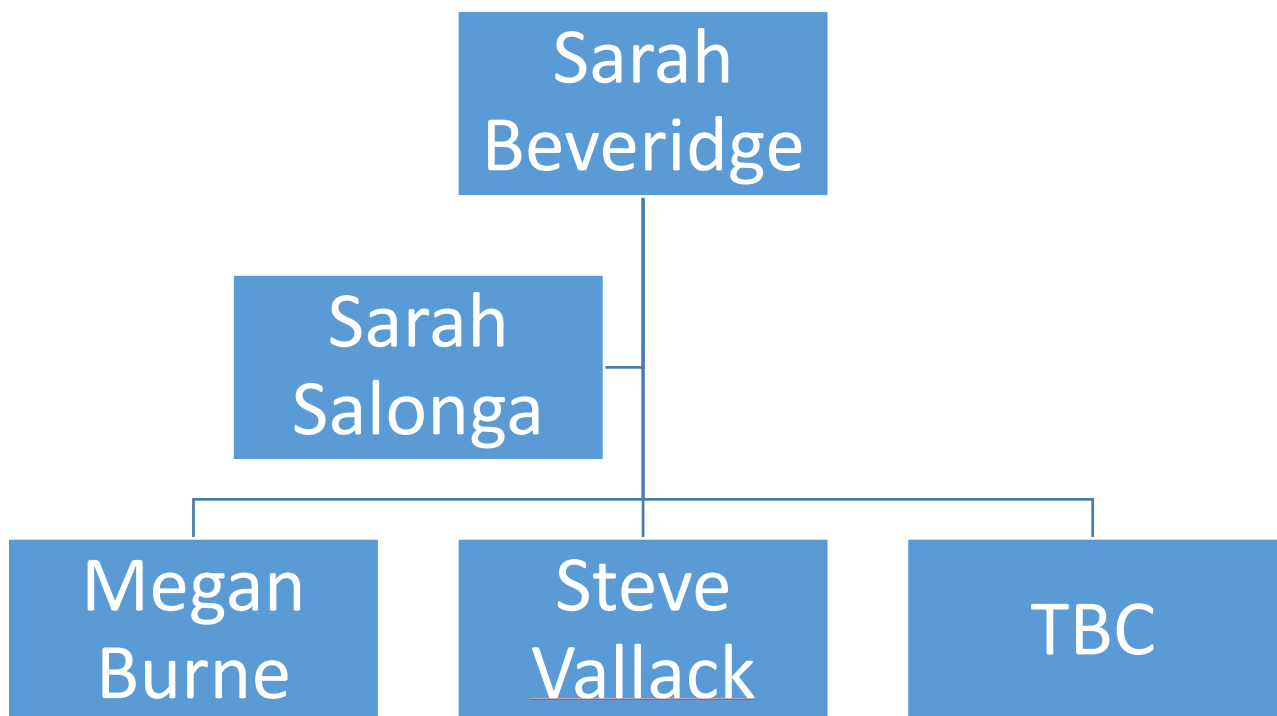 Sarah
Beveridge
Sarah
Salonga
Megan
Burne
Steve
Vallack
TBC